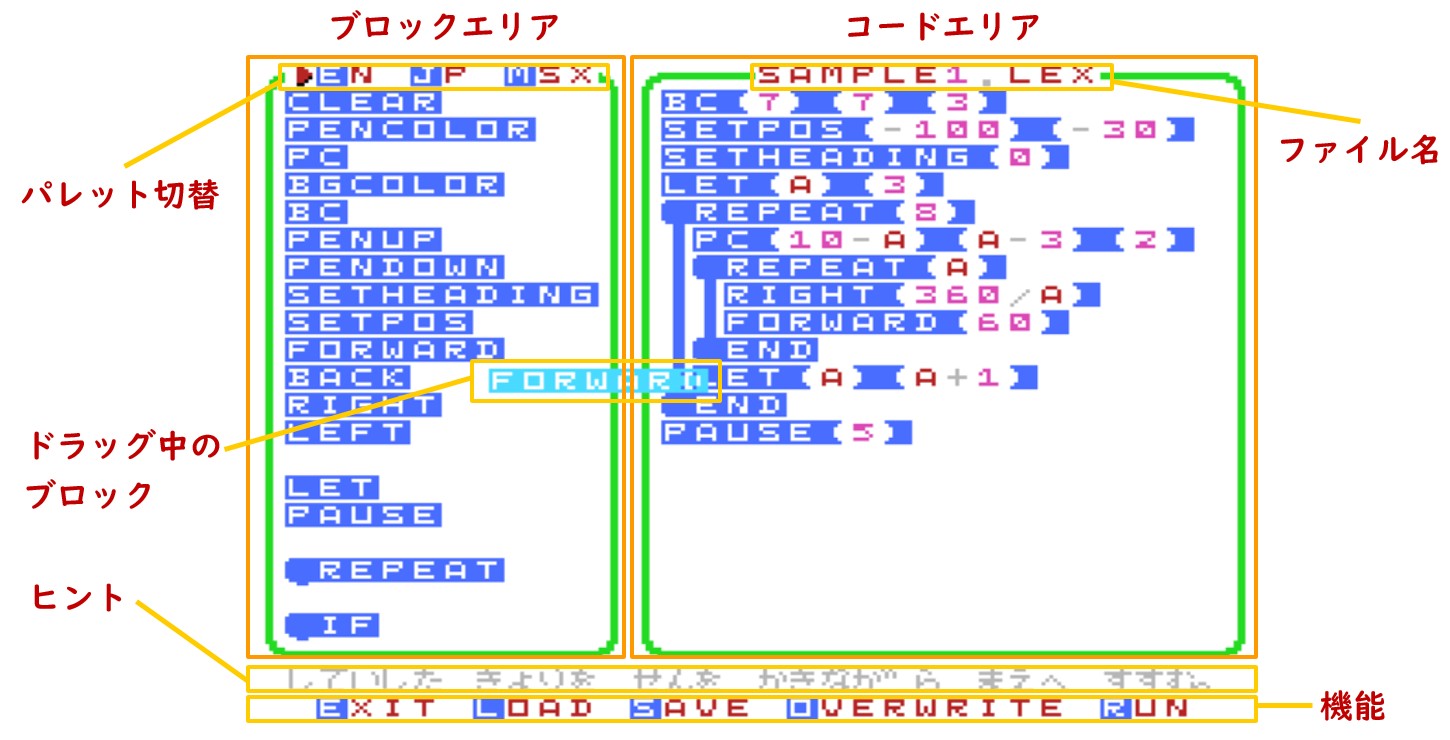 ブロックエリア
コードエリア
EN JP MSX
SAMPLE1.LEX
CLEAR
PENCOLOR
PC
BGCOLOR
BC
PENUP
PENDOWN
SETHEADING
SETPOS
FORWARD
BACK
RIGHT
LEFT
LET
PAUSE
REPEAT
IF
FORWARD
BC(7)(7)(3)
SETPOS(-100)(-30)
SETHEADING(0)
LET(A)(3)
REPEAT(8)
PC(10-A)(A-3)(2)
REPEAT(A)
RIGHT(360/A)
FORWARD(60)
END
LET(A)(A+1)
END
PAUSE(5)
パレット切替
ファイル名
ドラッグ中の
ブロック
ヒント
していした きょりを せんを かきながら まえへ すすむ。
EXIT LOAD SAVE OVERWRITE RUN
機能